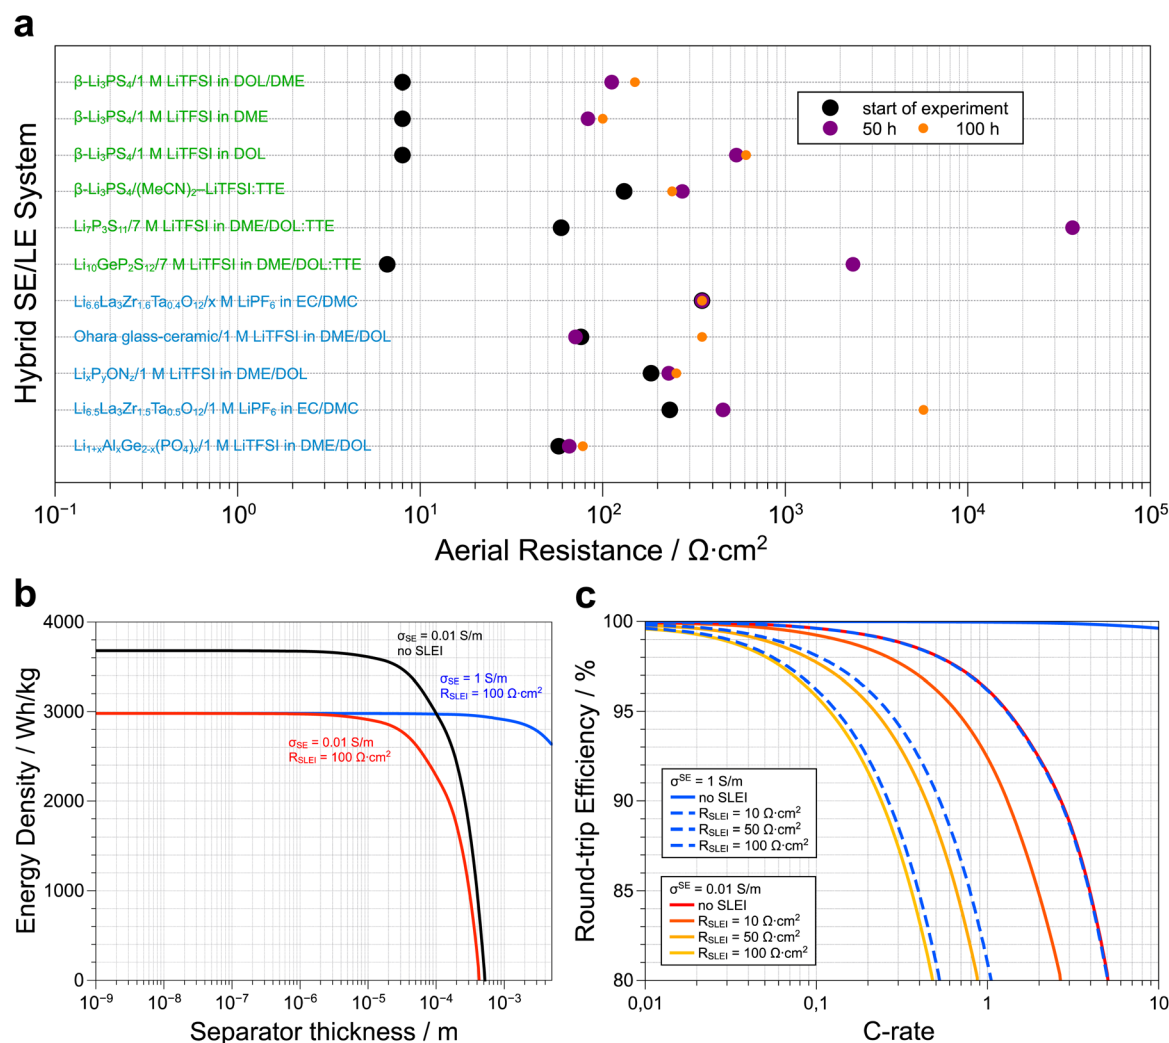 a
Hybrid SE/LE System
β-Li₃PS₄/1 M LiTFSI in DOL/DME
β-Li₃PS₄/1 M LiTFSI in DME
β-Li₃PS₄/1 M LiTFSI in DOL
β-Li₃PS₄/(MeCN)₂–LiTFSI:TTE
Li₇P₃S₁₁/7 M LiTFSI in DME/DOL:TTE
Li₁₀GeP₂S₁₂/7 M LiTFSI in DME/DOL:TTE
Li₆.₆La₃Zr₁.₆Ta₀.₄O₁₂/x M LiPF₆ in EC/DMC
Ohara glass-ceramic/1 M LiTFSI in DME/DOL
LiₓPᵧONz/1 M LiTFSI in DME/DOL
Li₆.₅La₃Zr₁.₅Ta₀.₅O₁₂/1 M LiPF₆ in EC/DMC
Li₁₊ₓAlₓGe₂₋ₓ(PO₄)ₓ/1 M LiTFSI in DME/DOL
start of experiment
50 h 100 h
10⁻¹ 10⁰ 10¹ 10² 10³ 10⁴ 10⁵
Aerial Resistance / Ω·cm²
b
Energy Density / Wh/kg
4000
3000
2000
1000
0
σSE = 0.01 S/m
no SLEI
σSE = 1 S/m
RSLEI = 100 Ω·cm²
σSE = 0.01 S/m
RSLEI = 100 Ω·cm²
10⁻⁹ 10⁻⁸ 10⁻⁷ 10⁻⁶ 10⁻⁵ 10⁻⁴ 10⁻³
Separator thickness / m
c
Round-trip Efficiency / %
100
95
90
85
80
σSE = 1 S/m
no SLEI
RSLEI = 10 Ω·cm²
RSLEI = 50 Ω·cm²
RSLEI = 100 Ω·cm²
σSE = 0.01 S/m
no SLEI
RSLEI = 10 Ω·cm²
RSLEI = 50 Ω·cm²
RSLEI = 100 Ω·cm²
0,01 0,1 1 10
C-rate